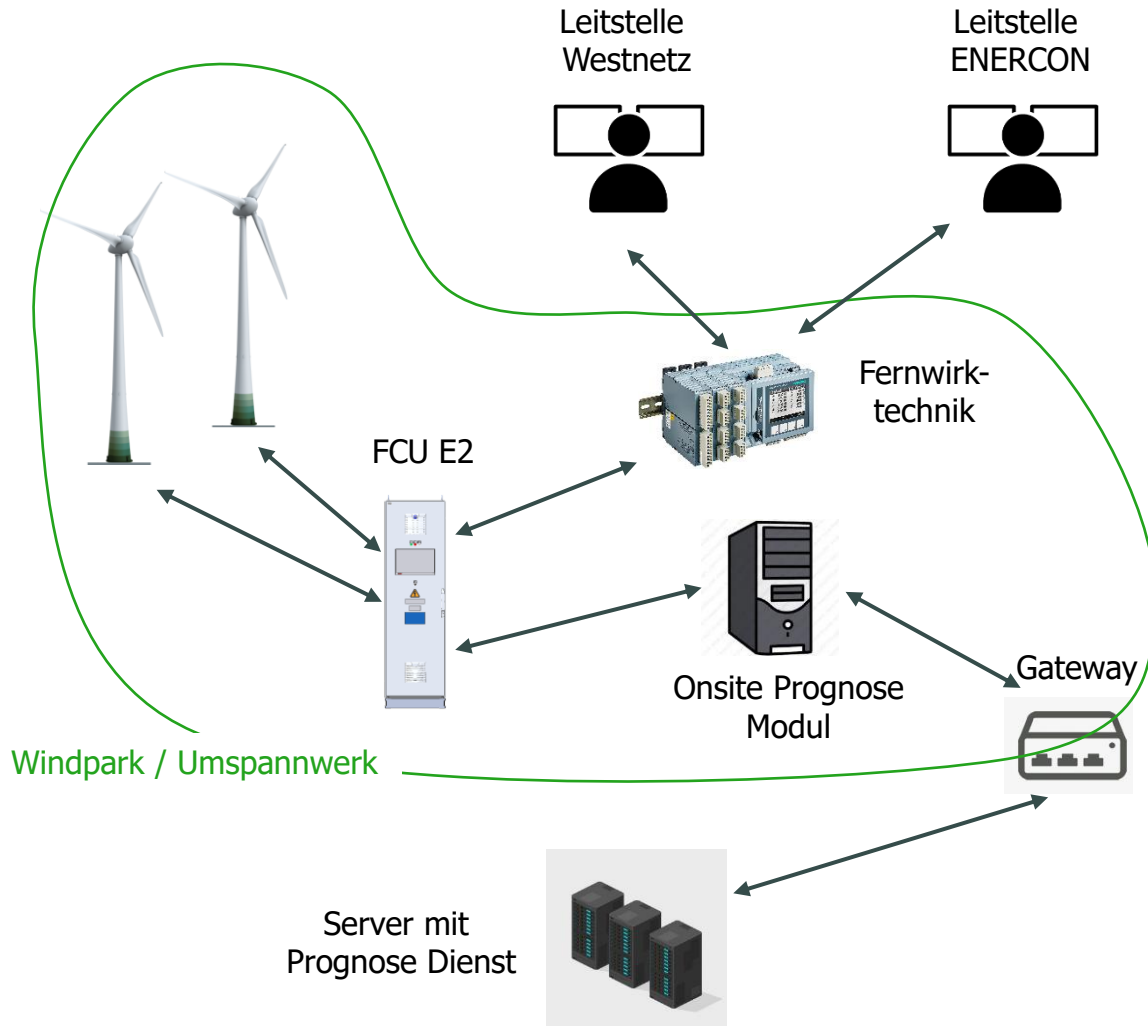 Leitstelle
Westnetz
Leitstelle
ENERCON
Fernwirk-
technik
FCU E2
Onsite Prognose
Modul
Gateway
Windpark / Umspannwerk
Server mit
Prognose Dienst